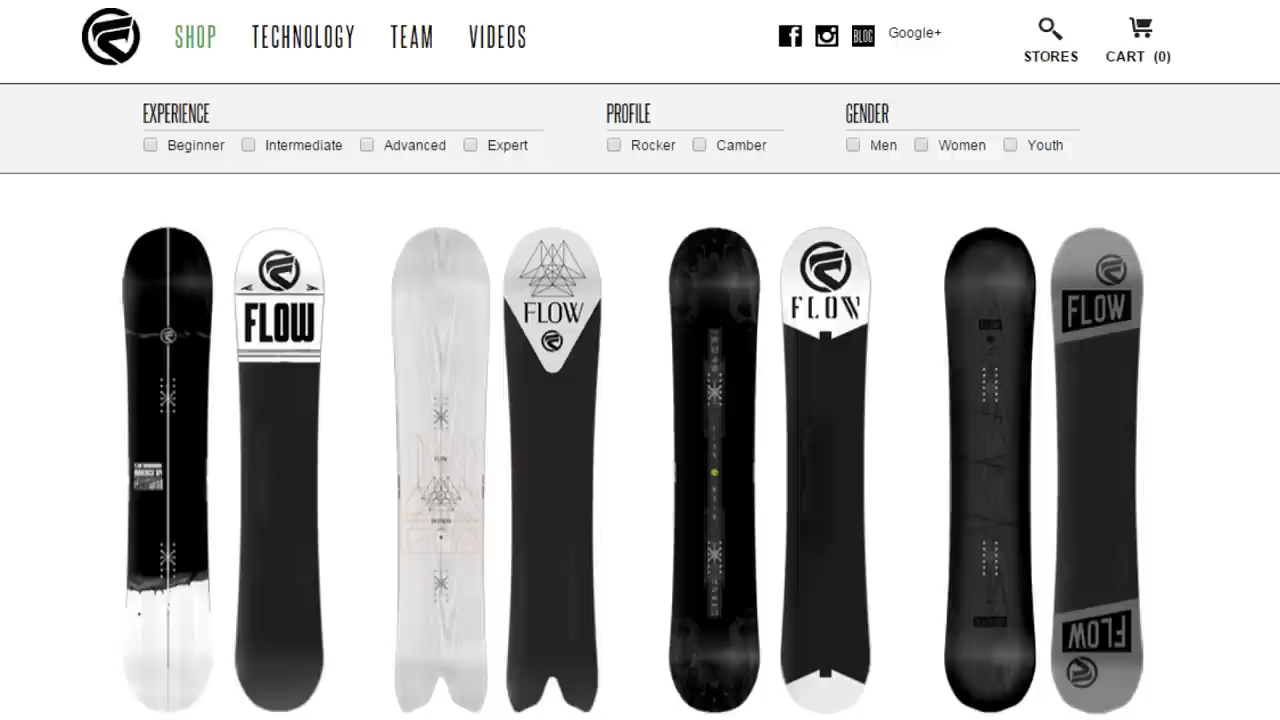 SHOP TECHNOLOGY TEAM VIDEOS BLOG Google+
STORES CART (0)
EXPERIENCE PROFILE GENDER
Beginner Intermediate Advanced Expert Rocker Camber Men Women Youth
FLOW
FLOW
FLOW
FLOW
FLOW